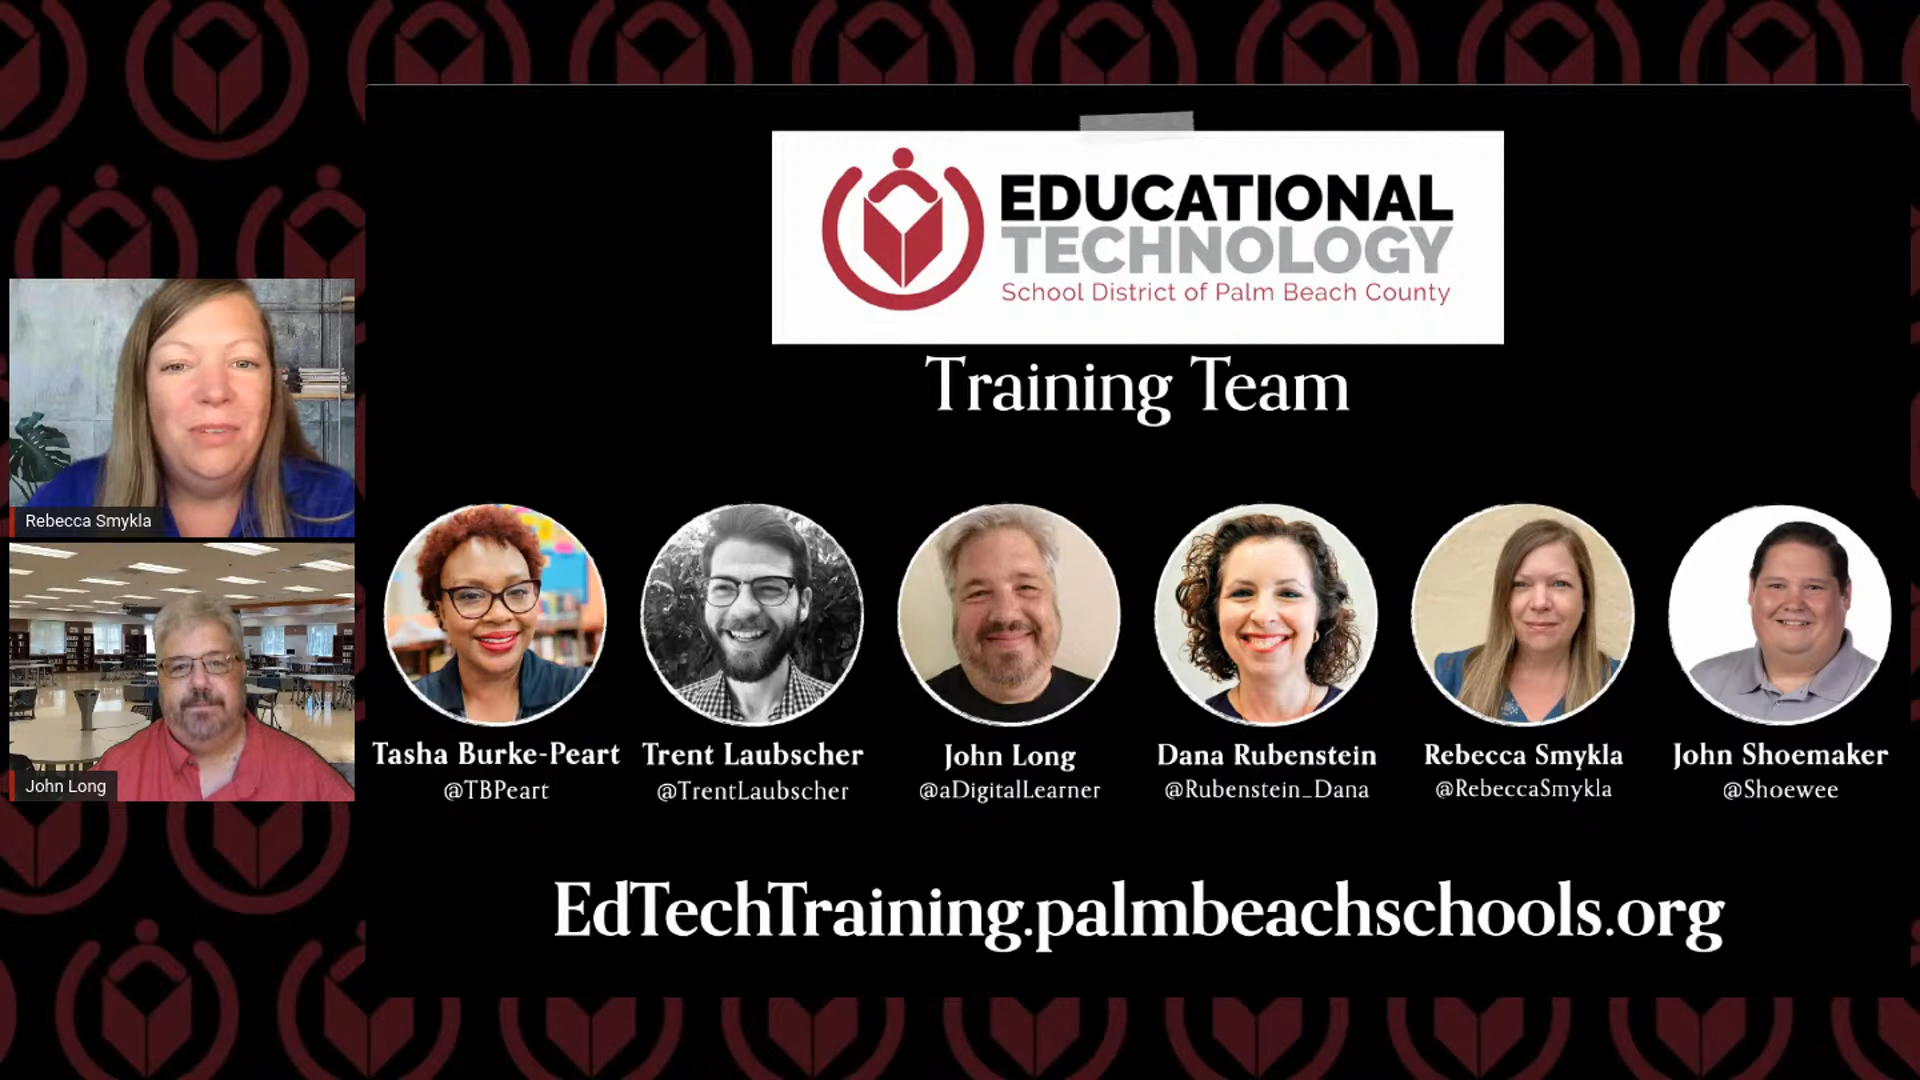 EDUCATIONAL
TECHNOLOGY
School District of Palm Beach County
Training Team
Rebecca Smykla
John Long
Tasha Burke-Peart
@TBPeart
Trent Laubscher
@TrentLaubscher
John Long
@aDigitalLearner
Dana Rubenstein
@Rubenstein_Dana
Rebecca Smykla
@RebeccaSmykla
John Shoemaker
@Shoewee
EdTechTraining.palmbeachschools.org